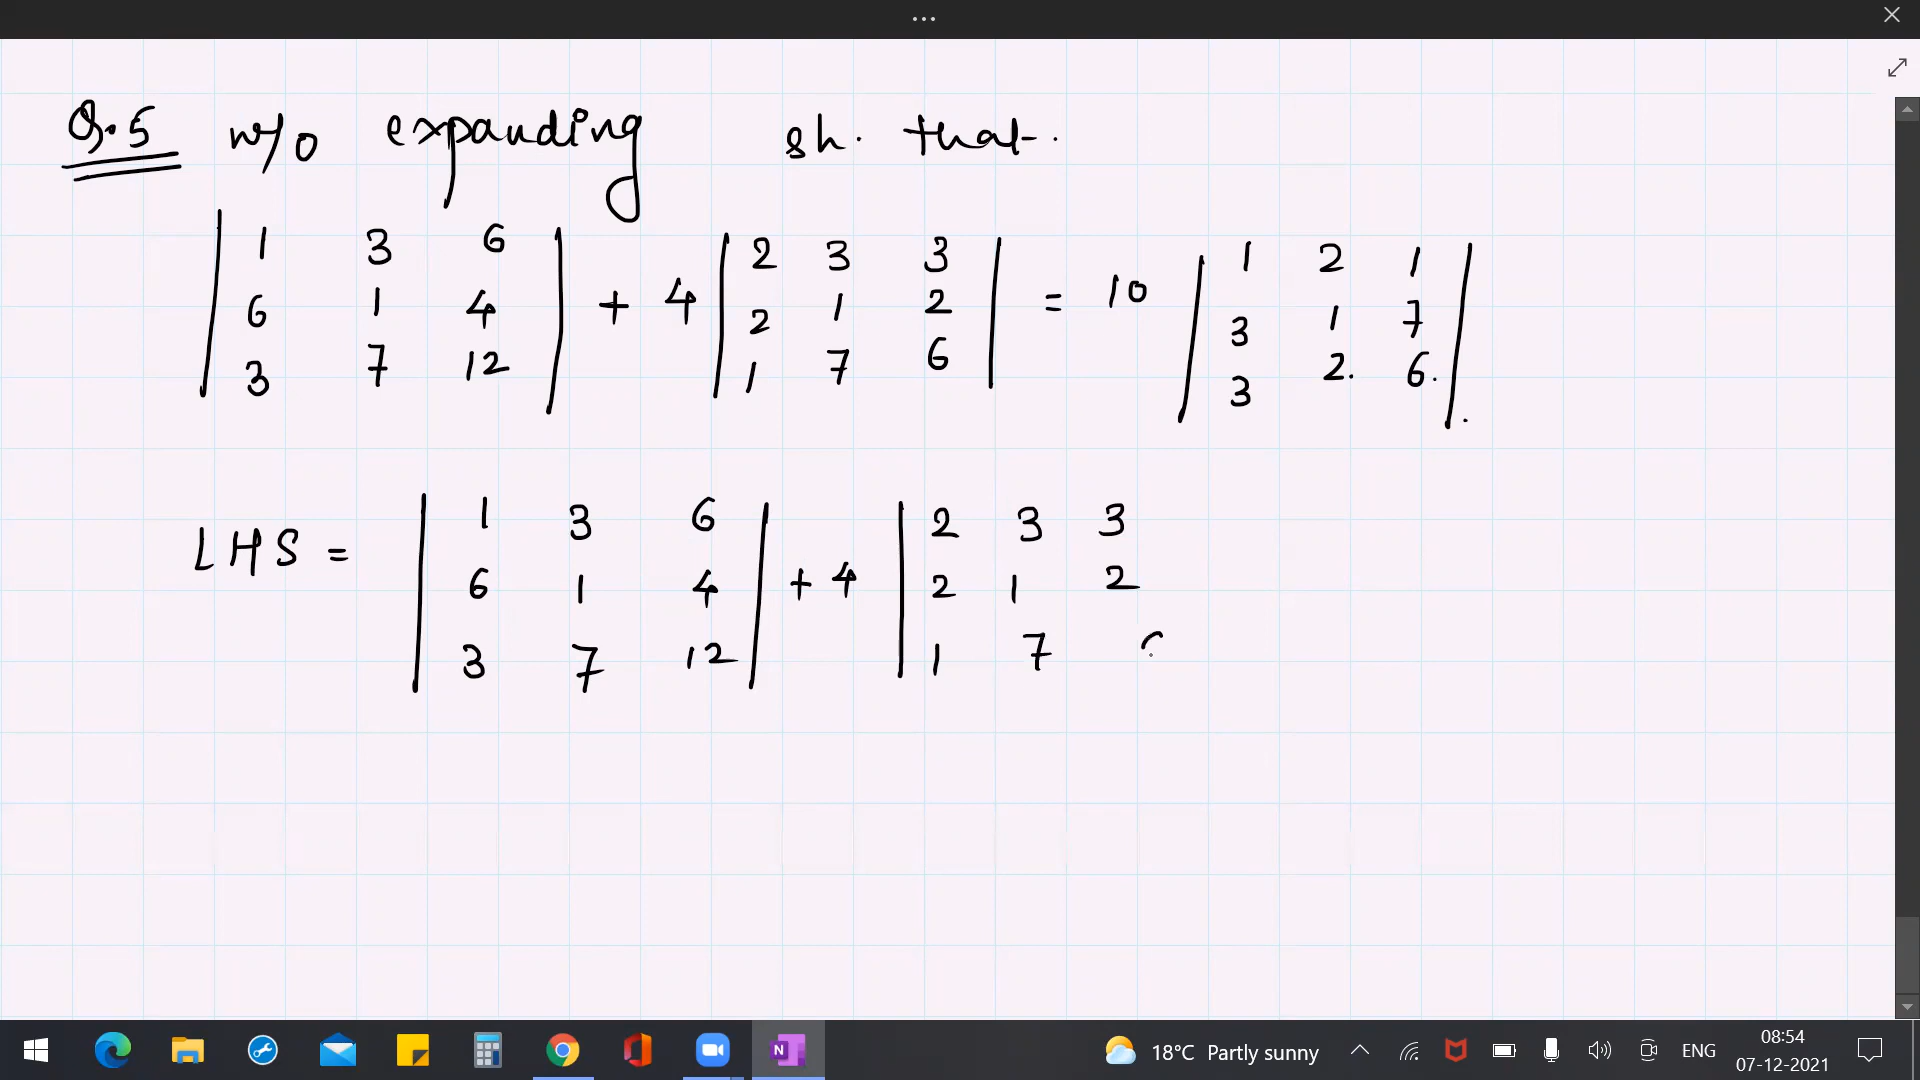 ...
Q.5 w/o expanding sh. that.
| 1 3 6 | + 4 | 2 3 3 | = 10 | 1 2 1 |
| 6 1 4 | | 2 1 2 | | 3 1 7 |
| 3 7 12 | | 1 7 6 | | 3 2. 6. |.
LHS = | 1 3 6 | + 4 | 2 3 3
| 6 1 4 | | 2 1 2
| 3 7 12 | | 1 7
18°C Partly sunny ENG 08:54
07-12-2021